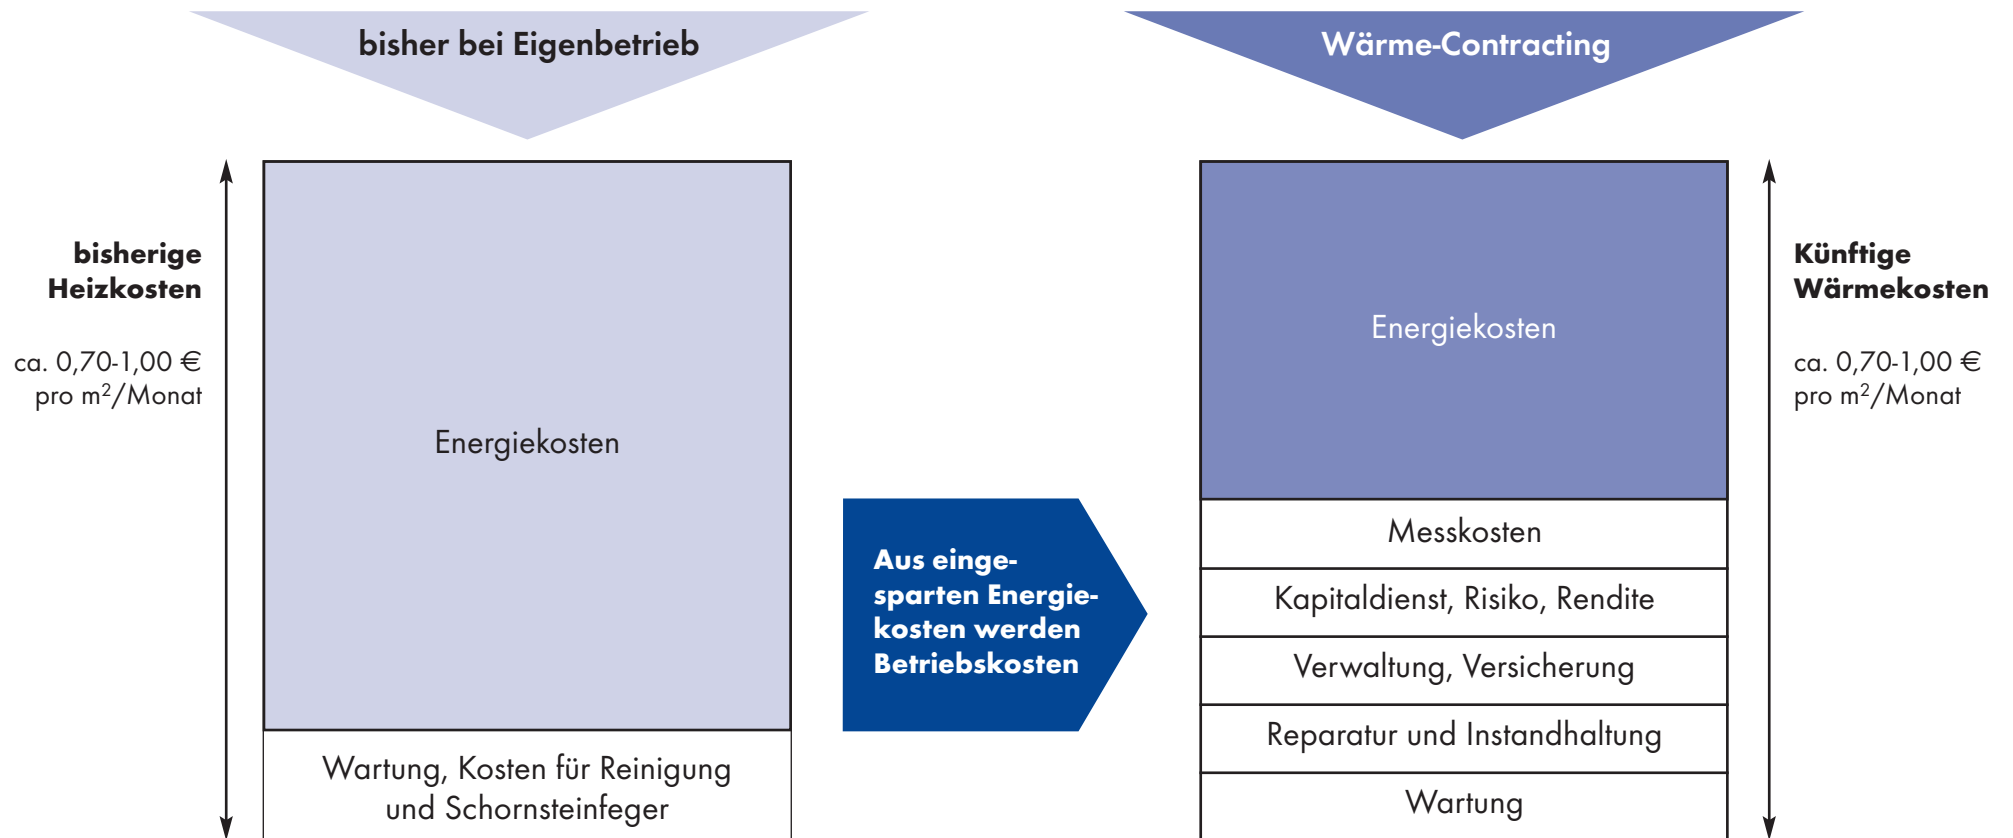 bisher bei Eigenbetrieb
Wärme-Contracting
bisherige
Heizkosten
ca. 0,70-1,00 €
pro m²/Monat
Energiekosten
Wartung, Kosten für Reinigung
und Schornsteinfeger
Aus einge-
sparten Energie-
kosten werden
Betriebskosten
Energiekosten
Messkosten
Kapitaldienst, Risiko, Rendite
Verwaltung, Versicherung
Reparatur und Instandhaltung
Wartung
Künftige
Wärmekosten
ca. 0,70-1,00 €
pro m²/Monat